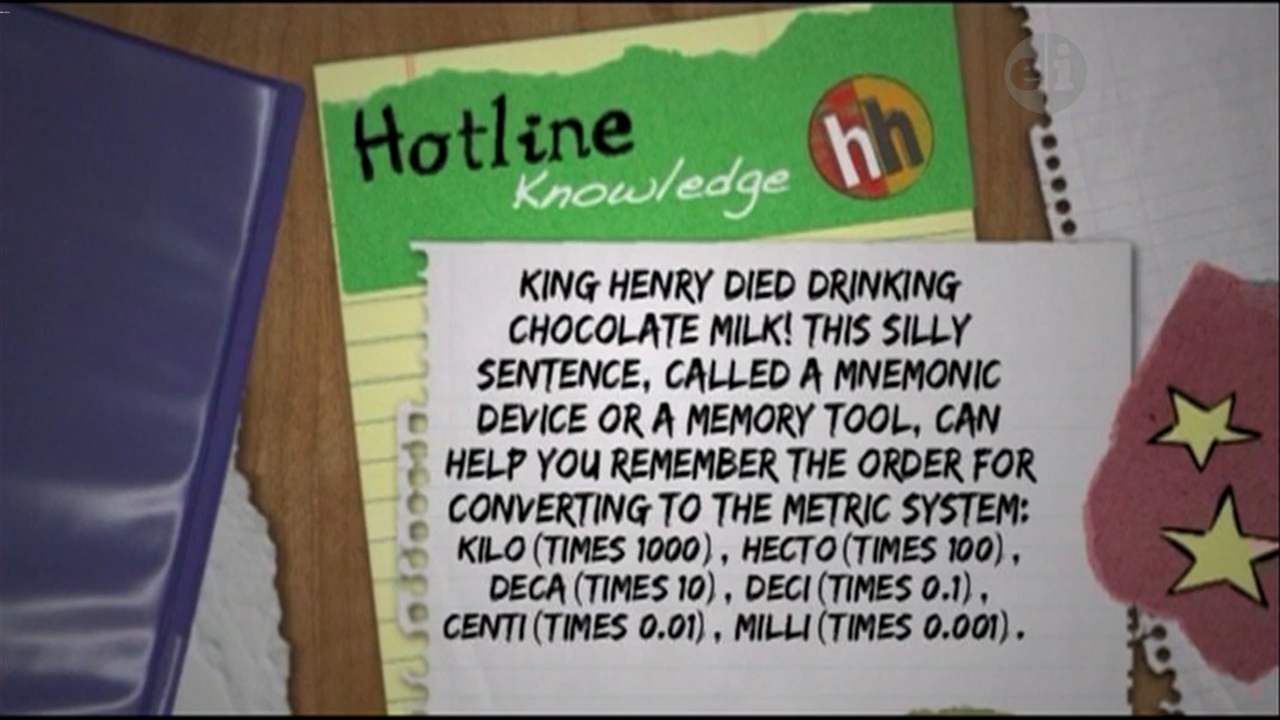 eli
Hotline
hh
Knowledge
KING HENRY DIED DRINKING
CHOCOLATE MILK! THIS SILLY
SENTENCE, CALLED A MNEMONIC
DEVICE OR A MEMORY TOOL, CAN
HELP YOU REMEMBER THE ORDER FOR
CONVERTING TO THE METRIC SYSTEM:
KILO (TIMES 1000) , HECTO (TIMES 100) ,
DECA (TIMES 10) , DECI (TIMES 0.1) ,
CENTI (TIMES 0.01) , MILLI (TIMES 0.001) .